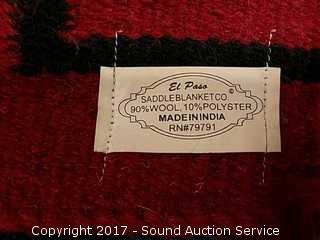 El Paso
SADDLEBLANKETCO ©
90%WOOL, 10%POLYSTER
MADEININDIA
RN#79791
Copyright 2017 - Sound Auction Service